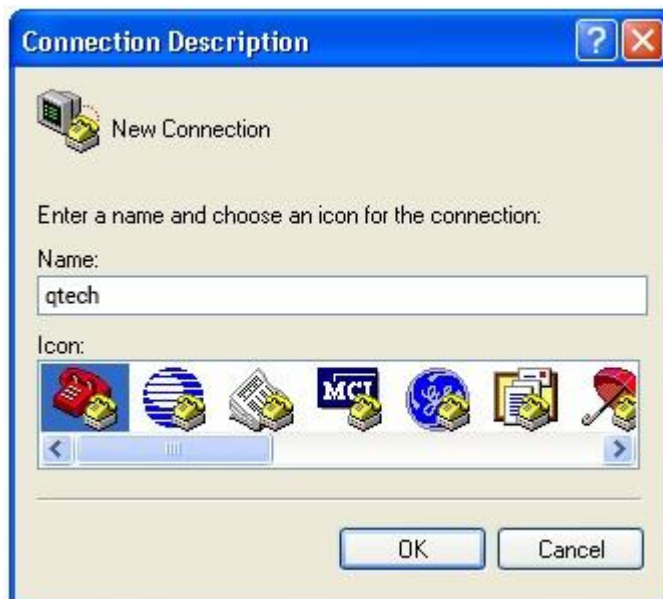 Connection Description
New Connection
Enter a name and choose an icon for the connection:
Name:
qtech
Icon:
MCI
OK Cancel